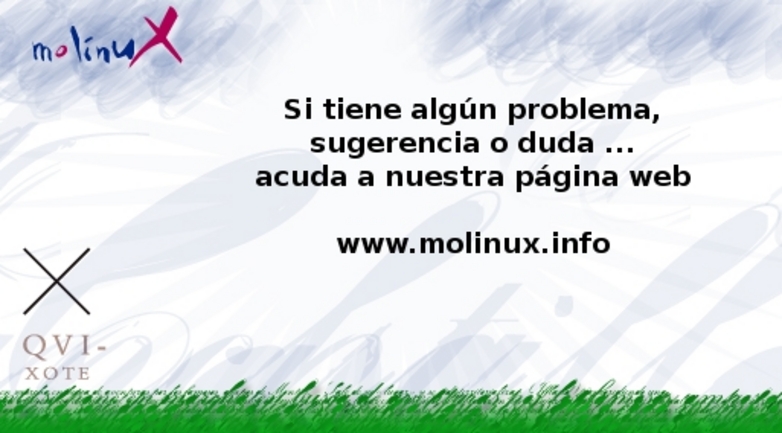 molinux
Si tiene algún problema,
sugerencia o duda ...
acuda a nuestra página web
www.molinux.info
QVI-
XOTE